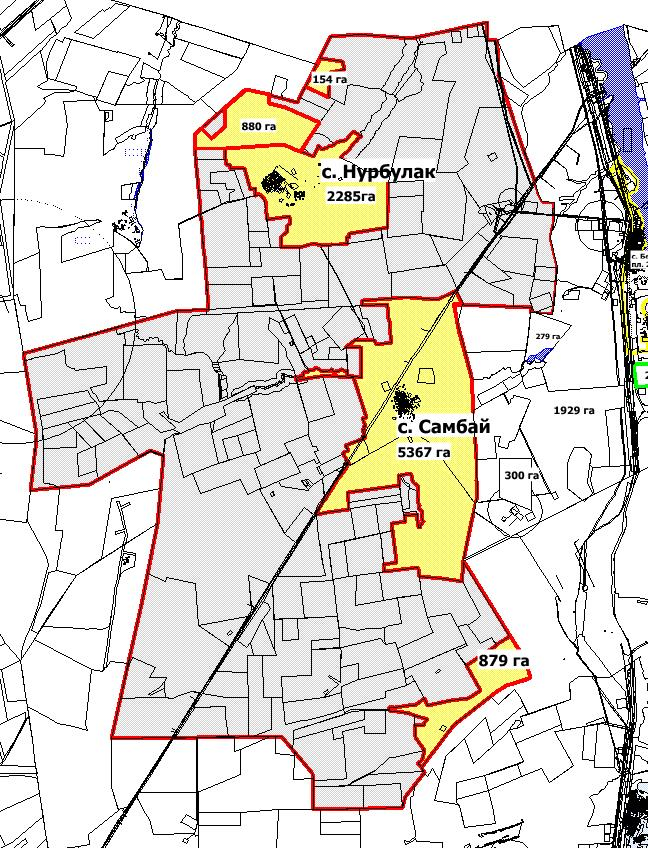 154 га
880 га
с. Нурбулак
2285га
279 га
с. Самбай
1929 га
5367 га
300 га
879 га